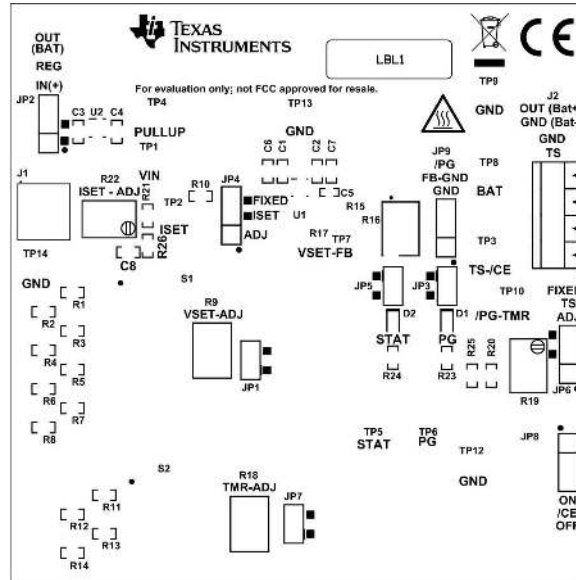 TEXAS
INSTRUMENTS
LBL1
For evaluation only; not FCC approved for resale.
OUT
(BAT)
REG
IN(+)
JP2
C3
U2
C4
TP4
PULLUP
TP1
TP13
GND
C6
C1
C2
C7
C5
TP9
GND
J2
OUT (Bat+
GND (Bat-
GND
TS
JP9
/PG
FB-GND
GND
TP8
BAT
J1
TP14
R22
ISET - ADJ
VIN
R21
TP2
ISET
R26
C8
R10
JP4
FIXED
ISET
ADJ
U1
R15
R16
R17
TP7
VSET-FB
TP3
TS-/CE
JP5
JP3
TP10
FIXED
TS
ADJ
GND
R1
R2
R3
R4
R5
R6
R7
R8
S1
R9
VSET-ADJ
JP1
D2
STAT
R24
D1
PG
R23
/PG-TMR
R25
R20
R19
JP6
TP5
STAT
TP6
PG
TP12
GND
JP8
ON
/CE
OFF
S2
R11
R12
R13
R14
R18
TMR-ADJ
JP7